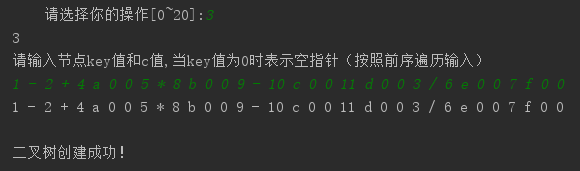 请选择你的操作[0~20]:3
3
请输入节点key值和c值,当key值为0时表示空指针（按照前序遍历输入）
1 - 2 + 4 a 0 0 5 * 8 b 0 0 9 - 10 c 0 0 11 d 0 0 3 / 6 e 0 0 7 f 0 0
1 - 2 + 4 a 0 0 5 * 8 b 0 0 9 - 10 c 0 0 11 d 0 0 3 / 6 e 0 0 7 f 0 0
二叉树创建成功!